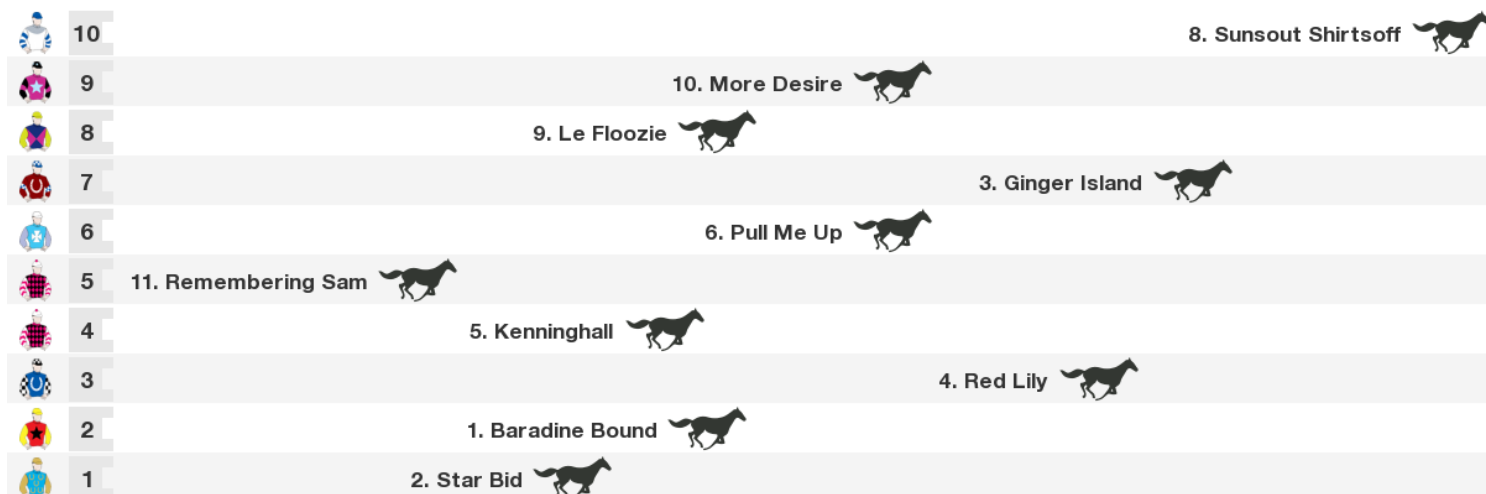 10 8. Sunsout Shirtsoff
9 10. More Desire
8 9. Le Floozie
7 3. Ginger Island
6 6. Pull Me Up
5 11. Remembering Sam
4 5. Kenninghall
3 4. Red Lily
2 1. Baradine Bound
1 2. Star Bid